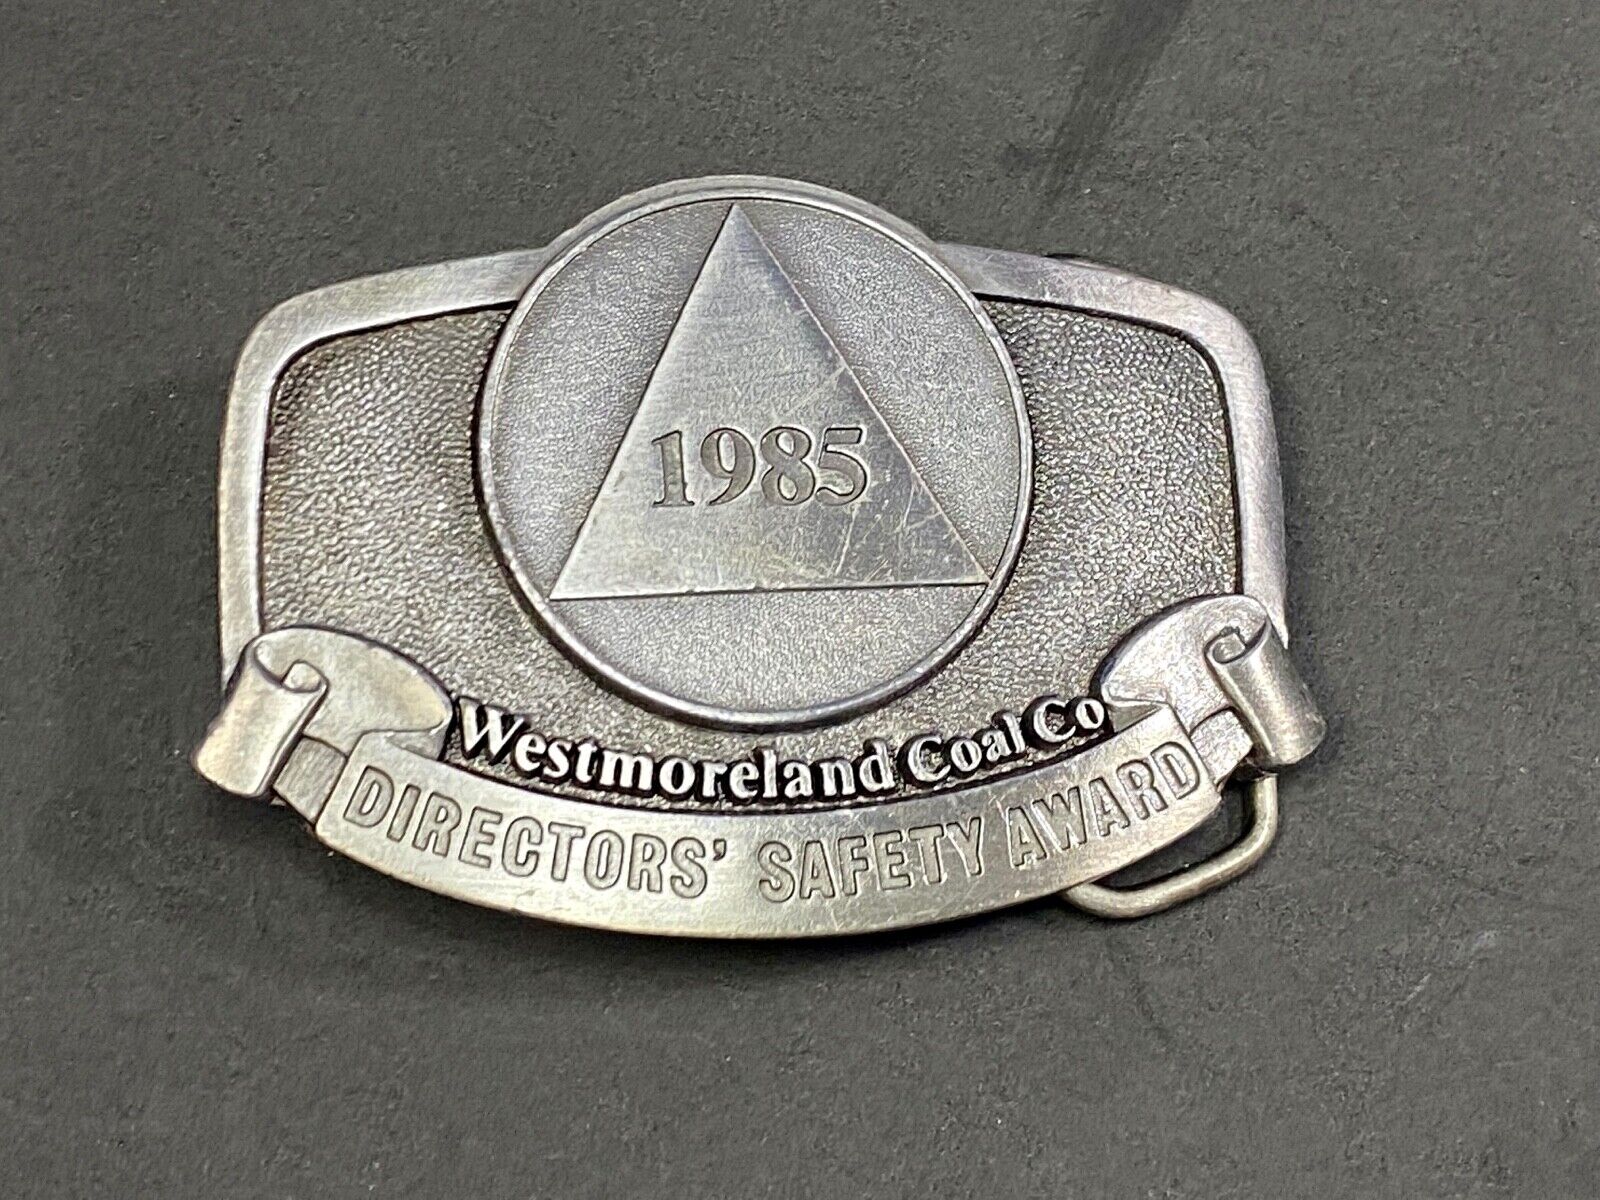 1985
Westmoreland Coal Co
DIRECTORS' SAFETY AWARD